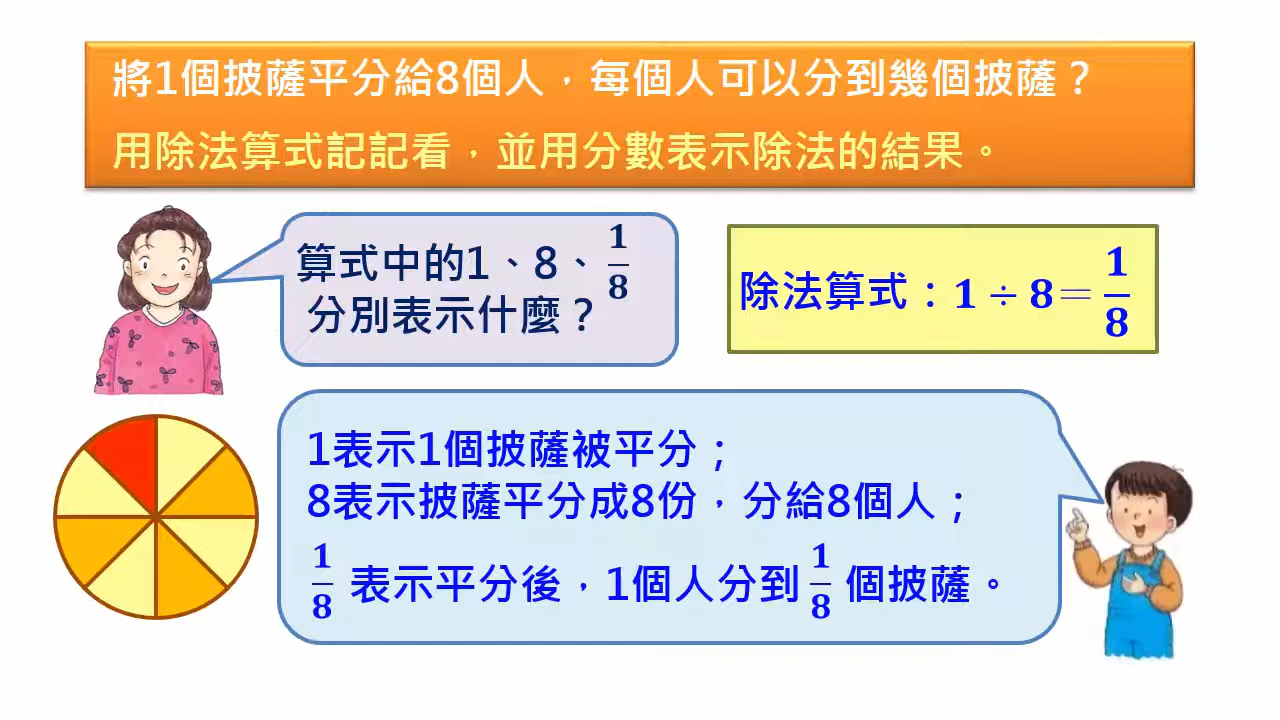 將1個披薩平分給8個人，每個人可以分到幾個披薩？
用除法算式記記看，並用分數表示除法的結果。
算式中的1、8、1/8
分別表示什麼？
除法算式：1 ÷ 8＝1/8
1表示1個披薩被平分；
8表示披薩平分成8份，分給8個人；
1/8 表示平分後，1個人分到 1/8 個披薩。